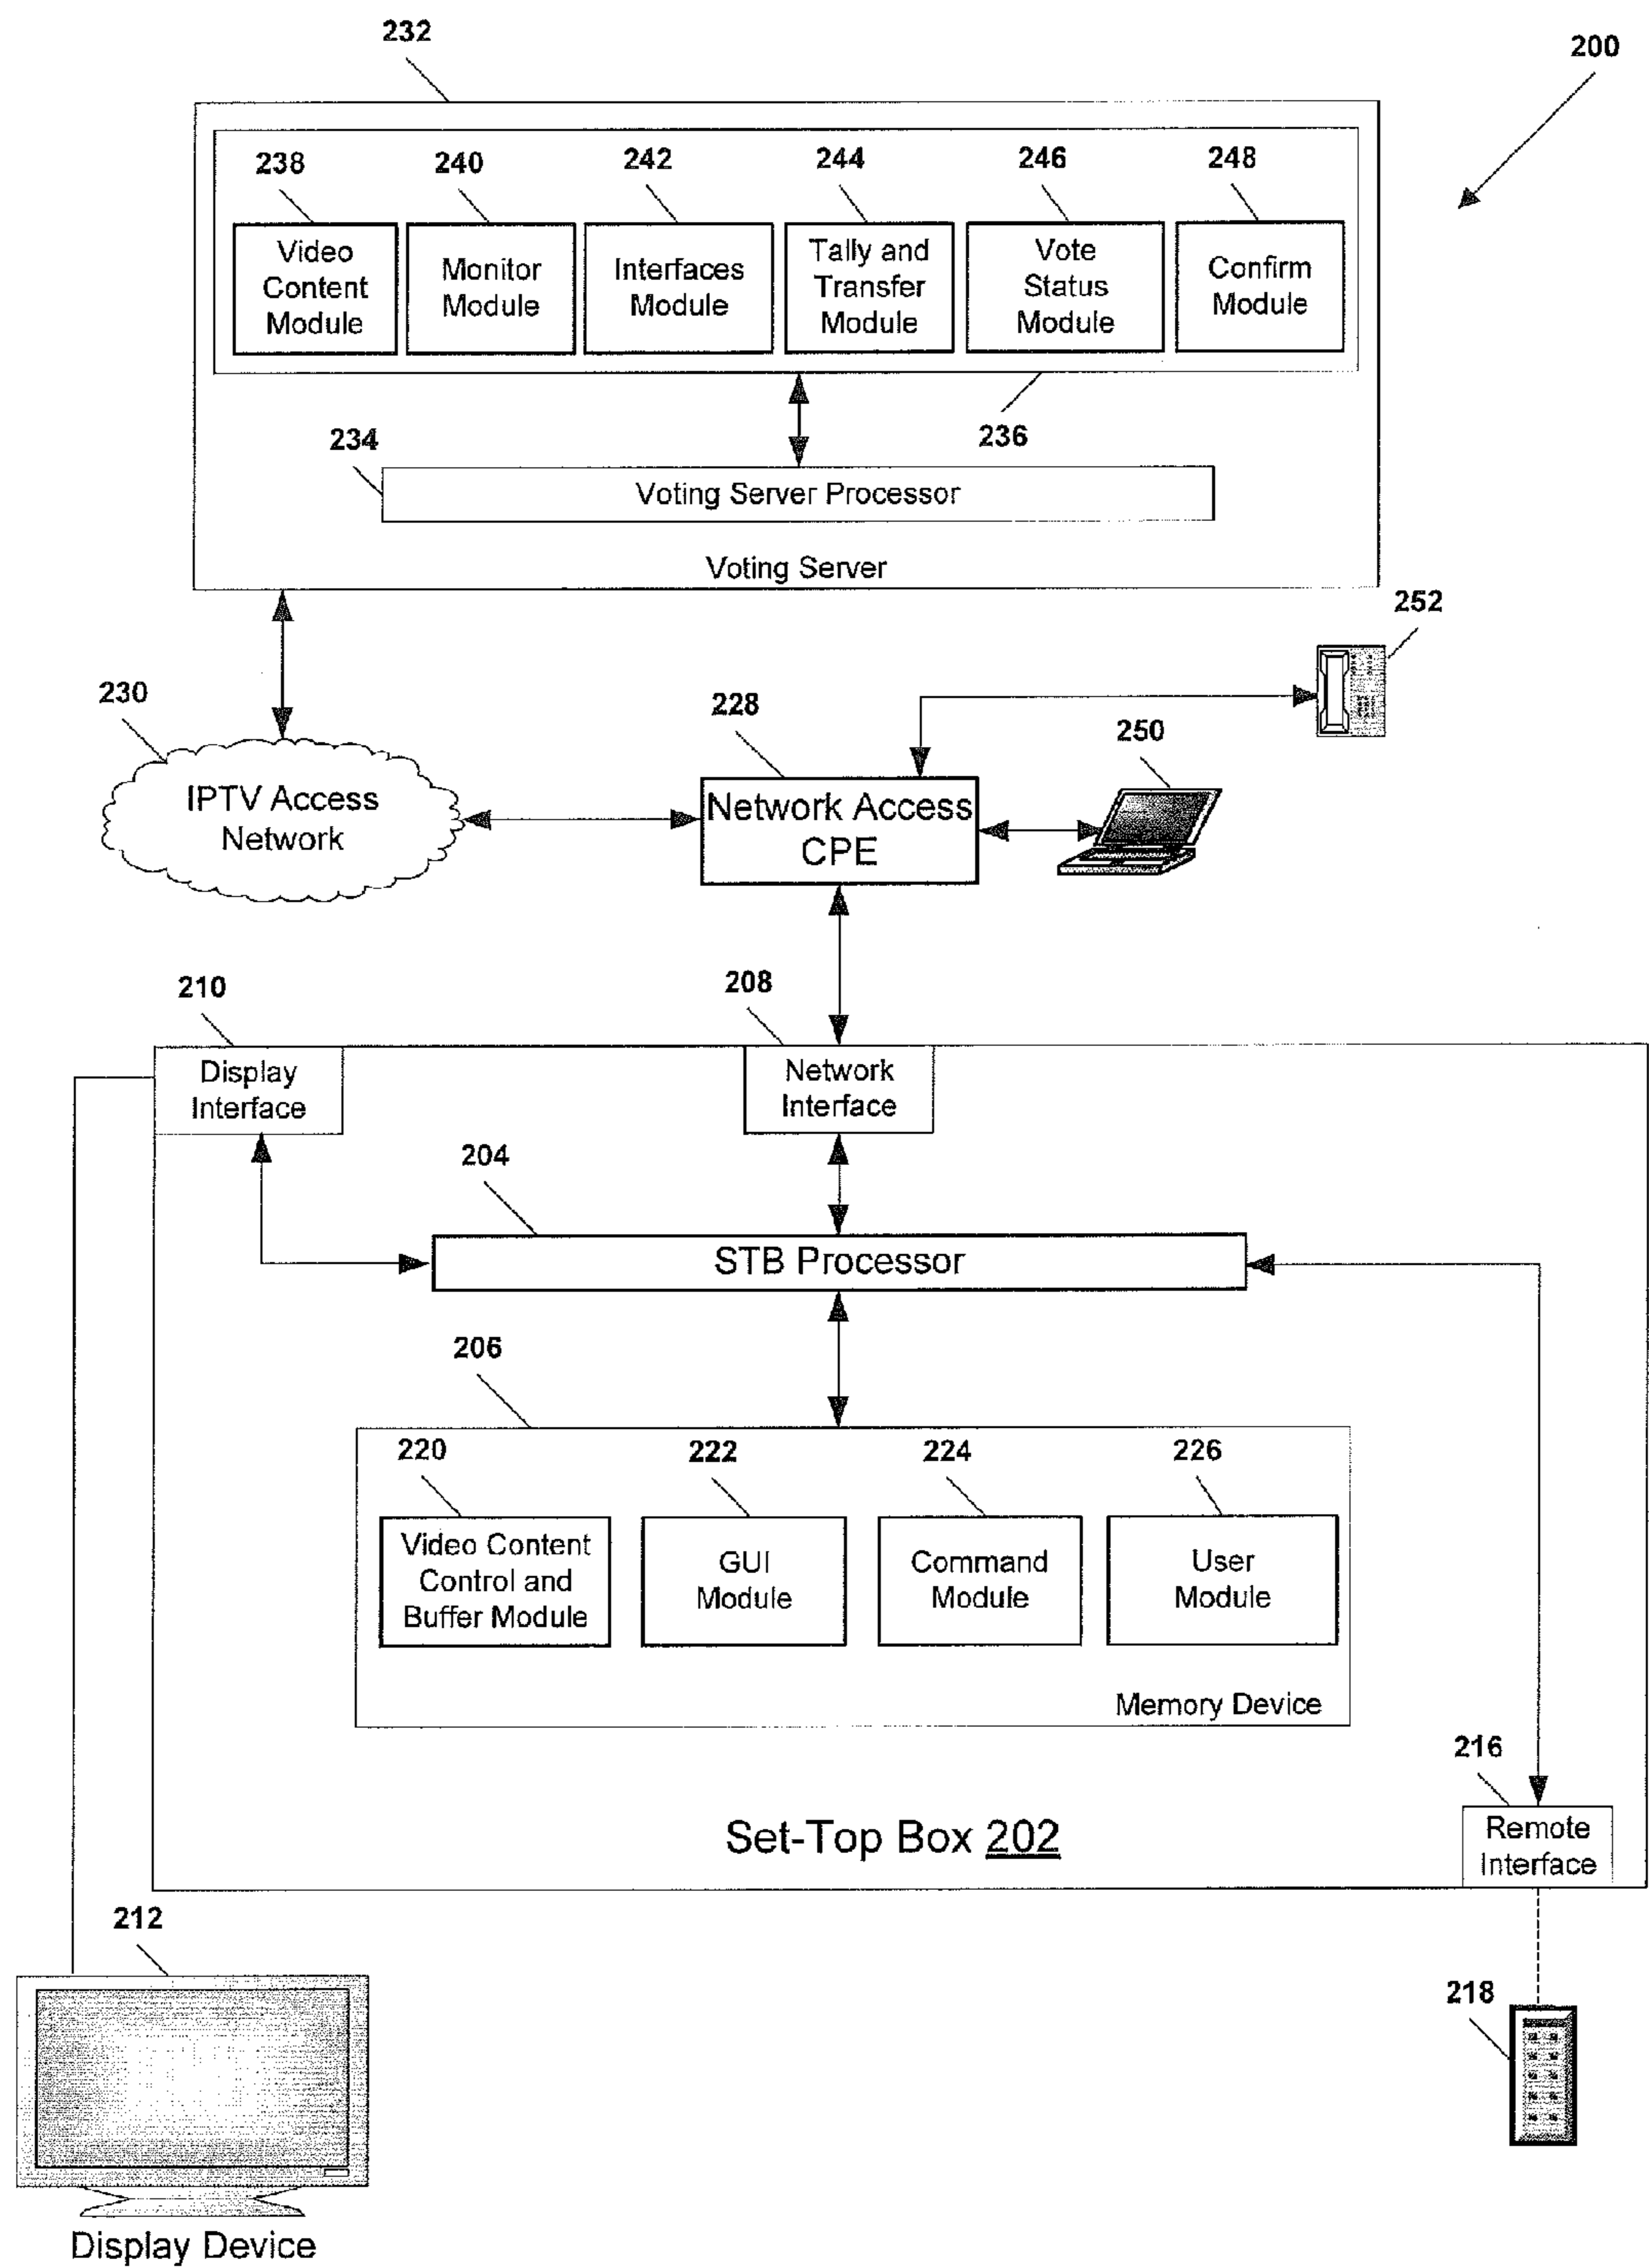 232
200
238
240
242
244
246
248
Video
Content
Module
Monitor
Module
Interfaces
Module
Tally and
Transfer
Module
Vote
Status
Module
Confirm
Module
234
236
Voting Server Processor
Voting Server
252
230
228
250
IPTV Access
Network
Network Access
CPE
210
208
Display
Interface
Network
Interface
204
STB Processor
206
220
222
224
226
Video Content
Control and
Buffer Module
GUI
Module
Command
Module
User
Module
Memory Device
216
Set-Top Box 202
Remote
Interface
212
218
Display Device